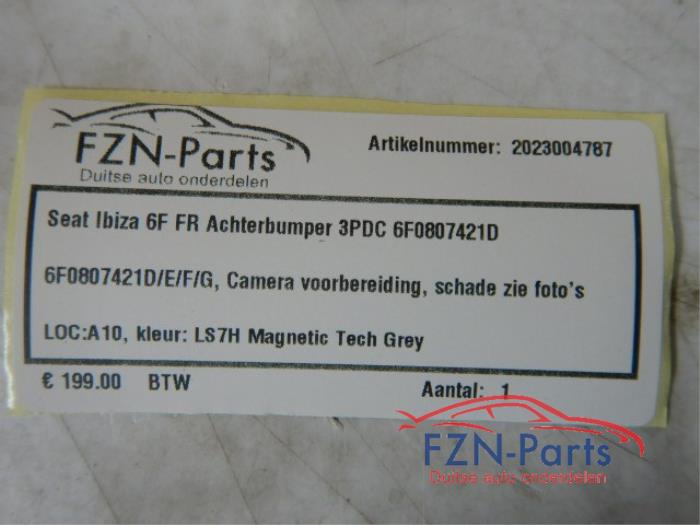 FZN-Parts
Duitse auto onderdelen
Artikelnummer: 2023004787
Seat Ibiza 6F FR Achterbumper 3PDC 6F0807421D
6F0807421D/E/F/G, Camera voorbereiding, schade zie foto's
LOC:A10, kleur: LS7H Magnetic Tech Grey
€ 199.00 BTW
Aantal: 1
FZN-Parts
Duitse auto onderdelen